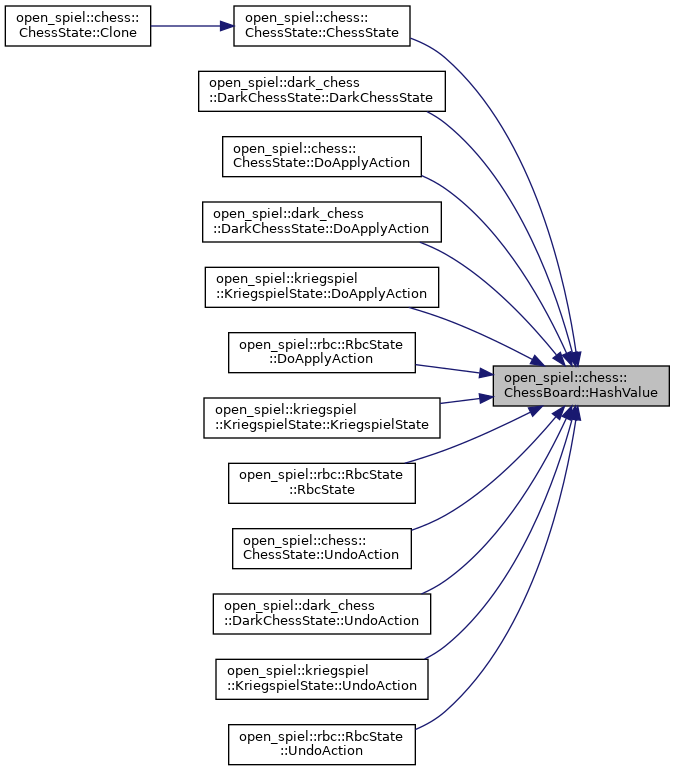 open_spiel::chess::
ChessState::Clone
open_spiel::chess::
ChessState::ChessState
open_spiel::dark_chess
::DarkChessState::DarkChessState
open_spiel::chess::
ChessState::DoApplyAction
open_spiel::dark_chess
::DarkChessState::DoApplyAction
open_spiel::kriegspiel
::KriegspielState::DoApplyAction
open_spiel::rbc::RbcState
::DoApplyAction
open_spiel::chess::
ChessBoard::HashValue
open_spiel::kriegspiel
::KriegspielState::KriegspielState
open_spiel::rbc::RbcState
::RbcState
open_spiel::chess::
ChessState::UndoAction
open_spiel::dark_chess
::DarkChessState::UndoAction
open_spiel::kriegspiel
::KriegspielState::UndoAction
open_spiel::rbc::RbcState
::UndoAction